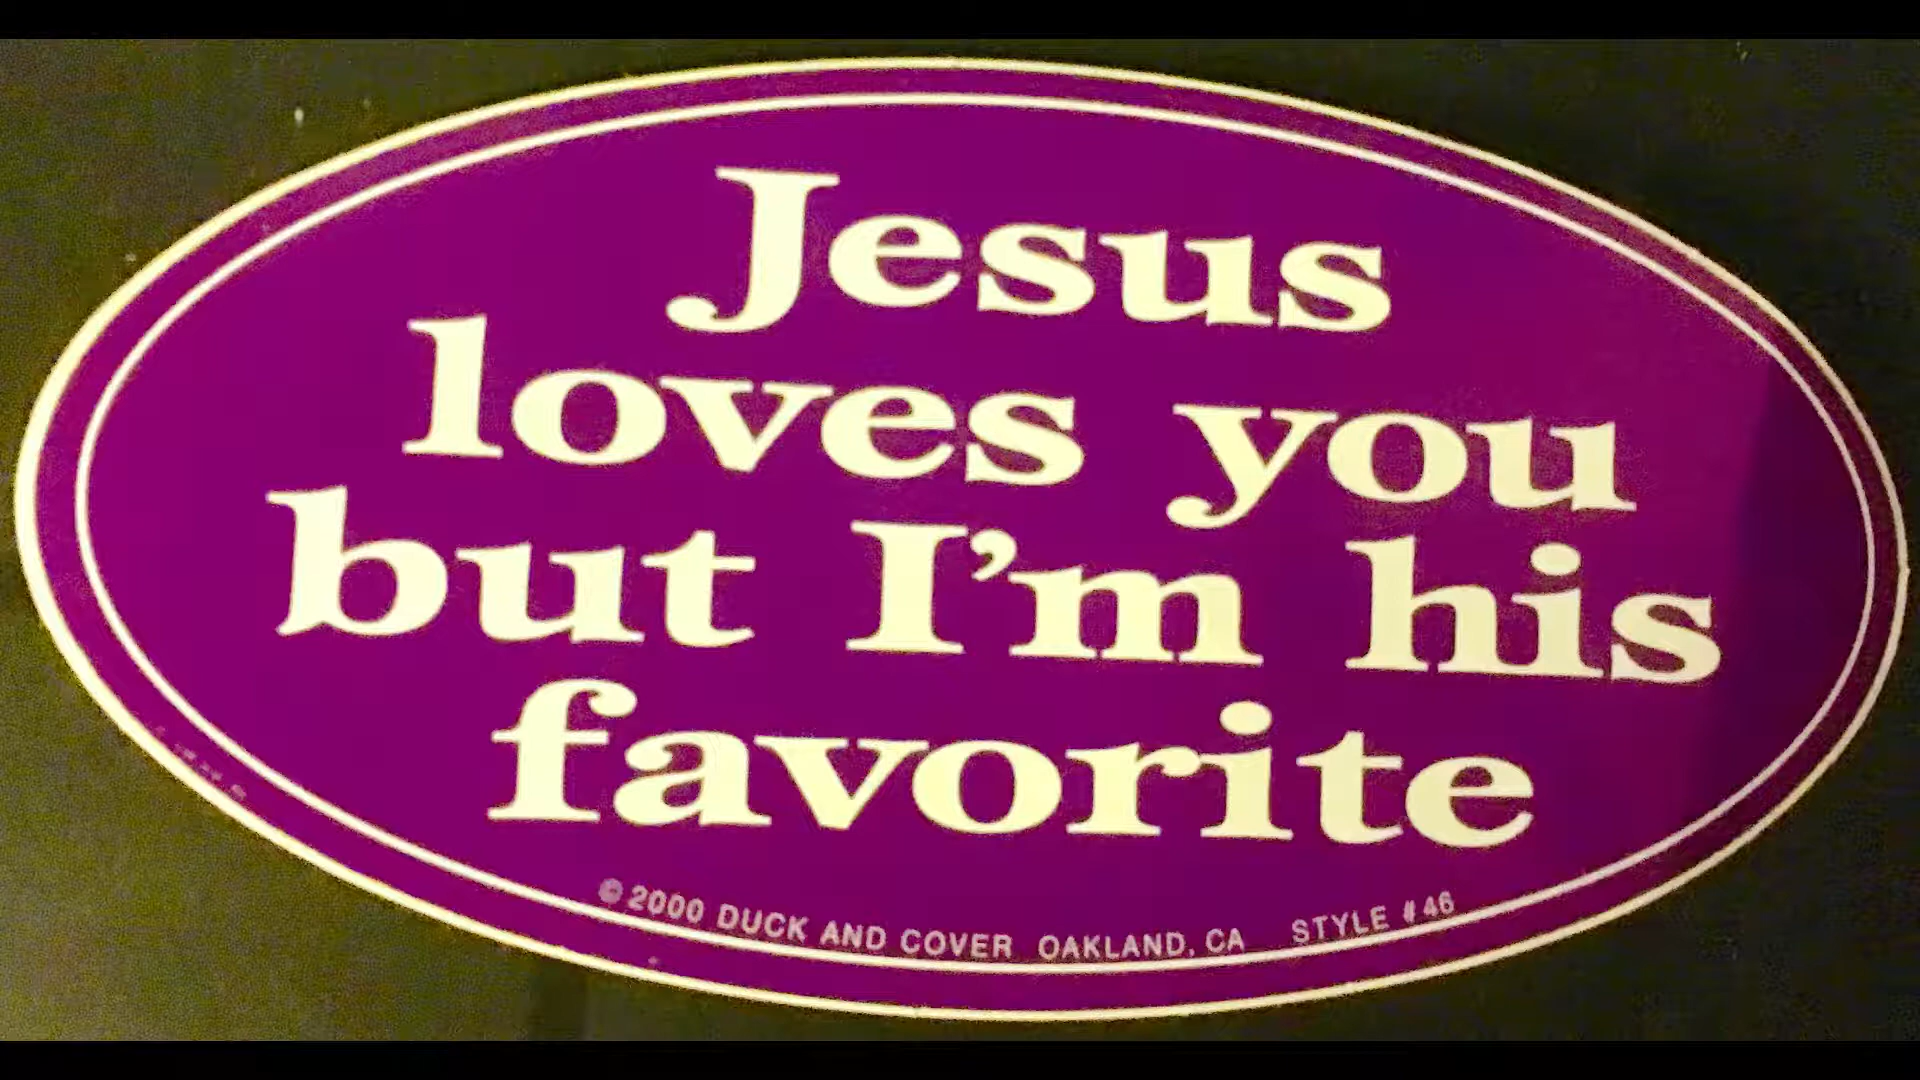 Jesus
loves you
but I'm his
favorite
© 2000 DUCK AND COVER OAKLAND, CA STYLE #46